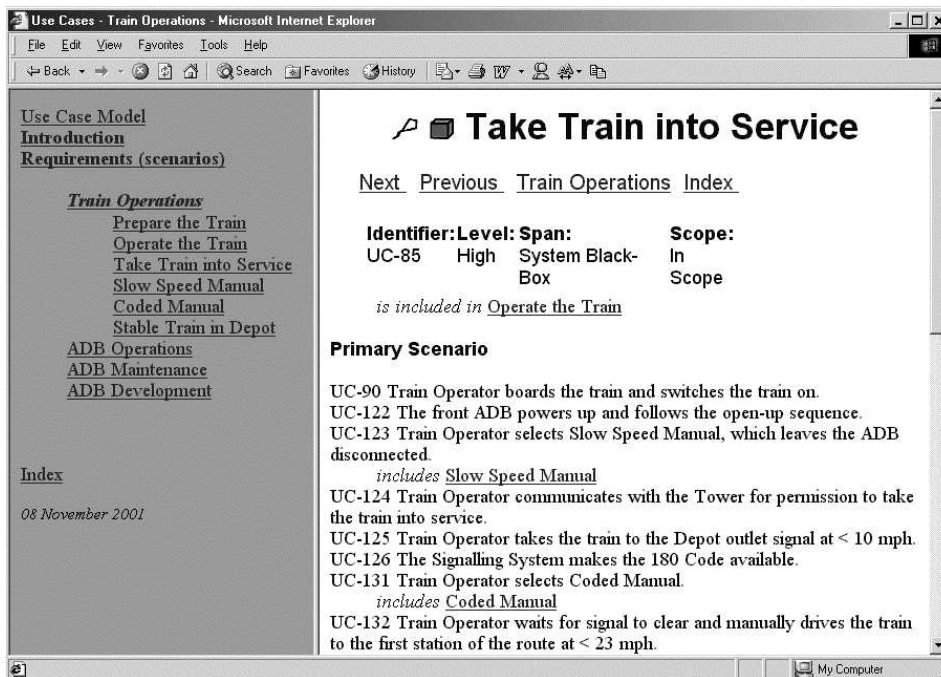 Use Cases - Train Operations - Microsoft Internet Explorer
File Edit View Favorites Tools Help
Back Search Favorites History
Use Case Model
Introduction
Requirements (scenarios)
Train Operations
Prepare the Train
Operate the Train
Take Train into Service
Slow Speed Manual
Coded Manual
Stable Train in Depot
ADB Operations
ADB Maintenance
ADB Development
Index
08 November 2001
Take Train into Service
Next Previous Train Operations Index
Identifier: Level: Span: Scope:
UC-85 High System Black- In
Box Scope
is included in Operate the Train
Primary Scenario
UC-90 Train Operator boards the train and switches the train on.
UC-122 The front ADB powers up and follows the open-up sequence.
UC-123 Train Operator selects Slow Speed Manual, which leaves the ADB
disconnected.
includes Slow Speed Manual
UC-124 Train Operator communicates with the Tower for permission to take
the train into service.
UC-125 Train Operator takes the train to the Depot outlet signal at < 10 mph.
UC-126 The Signalling System makes the 180 Code available.
UC-131 Train Operator selects Coded Manual.
includes Coded Manual
UC-132 Train Operator waits for signal to clear and manually drives the train
to the first station of the route at < 23 mph.
My Computer